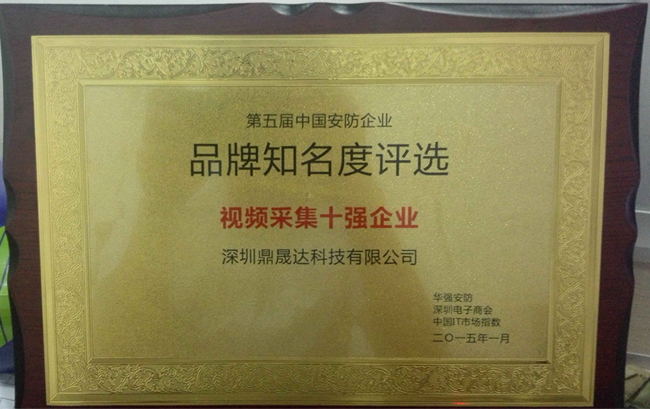 第五届中国安防企业
品牌知名度评选
视频采集十强企业
深圳鼎晟达科技有限公司
华强安防
深圳电子商会
中国IT市场指数
二〇一五年一月